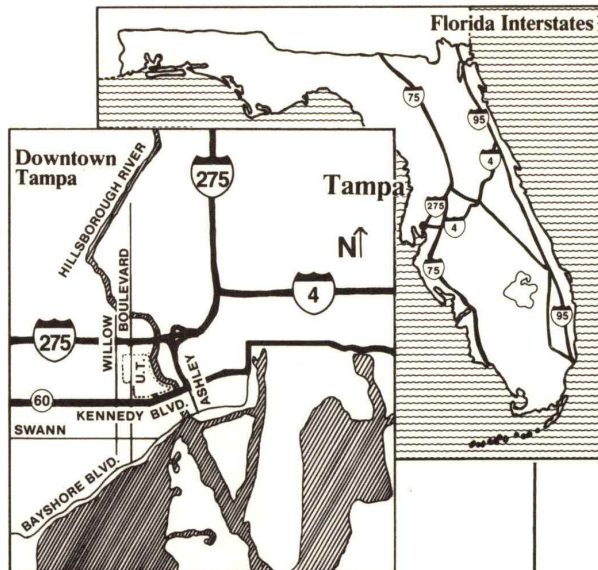 Florida Interstates
75
95
4
275
4
75
95
Tampa
Downtown
Tampa
HILLSBOROUGH RIVER
275
N
4
275
WILLOW
BOULEVARD
U.T.
ASHLEY
60
KENNEDY BLVD.
SWANN
BAYSHORE BLVD.